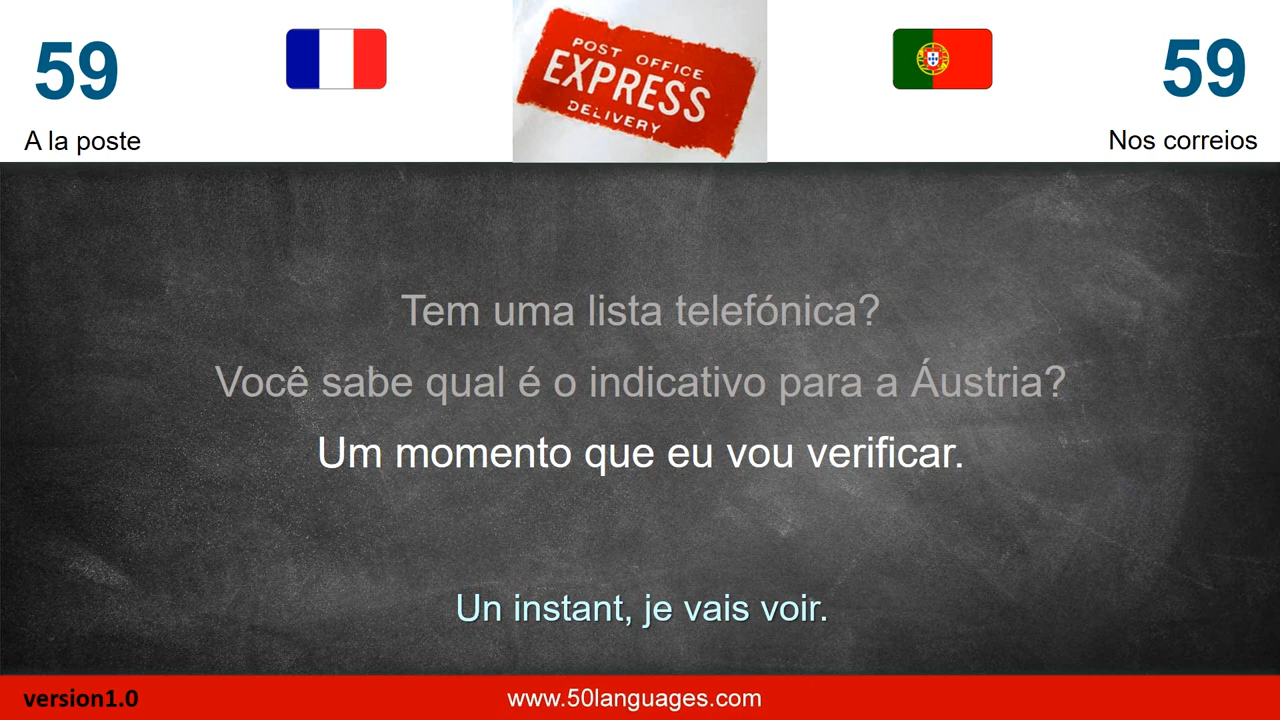 59
A la poste
POST OFFICE
EXPRESS
DELIVERY
59
Nos correios
Tem uma lista telefónica?
Você sabe qual é o indicativo para a Áustria?
Um momento que eu vou verificar.
Un instant, je vais voir.
version1.0
www.50languages.com